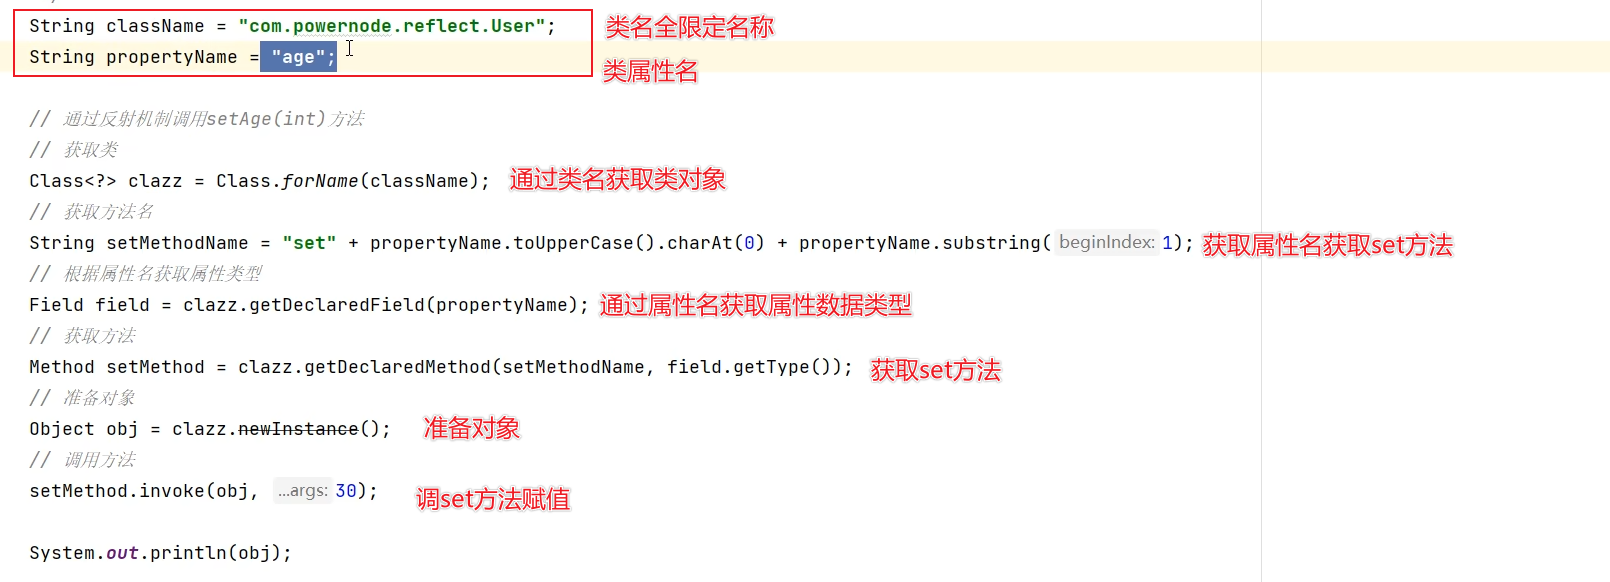 String className = "com.powernode.reflect.User"; 类名全限定名称
String propertyName = "age"; 类属性名
// 通过反射机制调用setAge(int)方法
// 获取类
Class<?> clazz = Class.forName(className); 通过类名获取类对象
// 获取方法名
String setMethodName = "set" + propertyName.toUpperCase().charAt(0) + propertyName.substring( beginIndex: 1); 获取属性名获取set方法
// 根据属性名获取属性类型
Field field = clazz.getDeclaredField(propertyName); 通过属性名获取属性数据类型
// 获取方法
Method setMethod = clazz.getDeclaredMethod(setMethodName, field.getType()); 获取set方法
// 准备对象
Object obj = clazz.newInstance(); 准备对象
// 调用方法
setMethod.invoke(obj, ...args: 30); 调set方法赋值
System.out.println(obj);